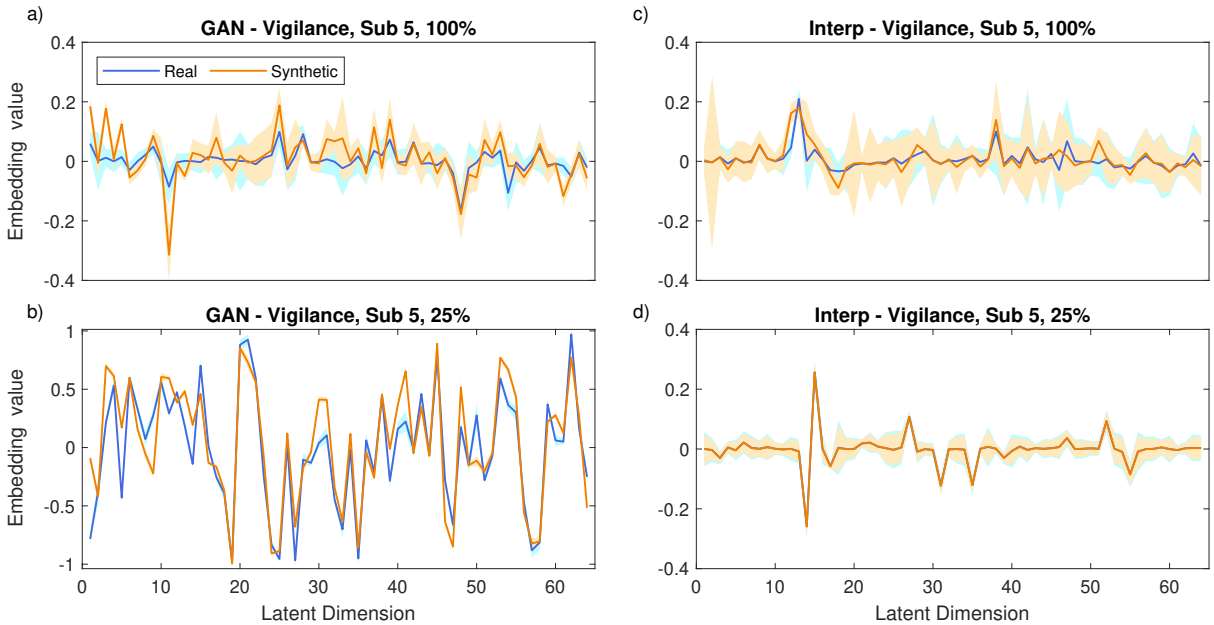 a)
GAN - Vigilance, Sub 5, 100%
0.4
0.2
0
-0.2
-0.4
Embedding value
Real
Synthetic
c)
Interp - Vigilance, Sub 5, 100%
0.4
0.2
0
-0.2
-0.4
b)
GAN - Vigilance, Sub 5, 25%
1
0.5
0
-0.5
-1
Embedding value
0 10 20 30 40 50 60
Latent Dimension
d)
Interp - Vigilance, Sub 5, 25%
0.4
0.2
0
-0.2
-0.4
0 10 20 30 40 50 60
Latent Dimension